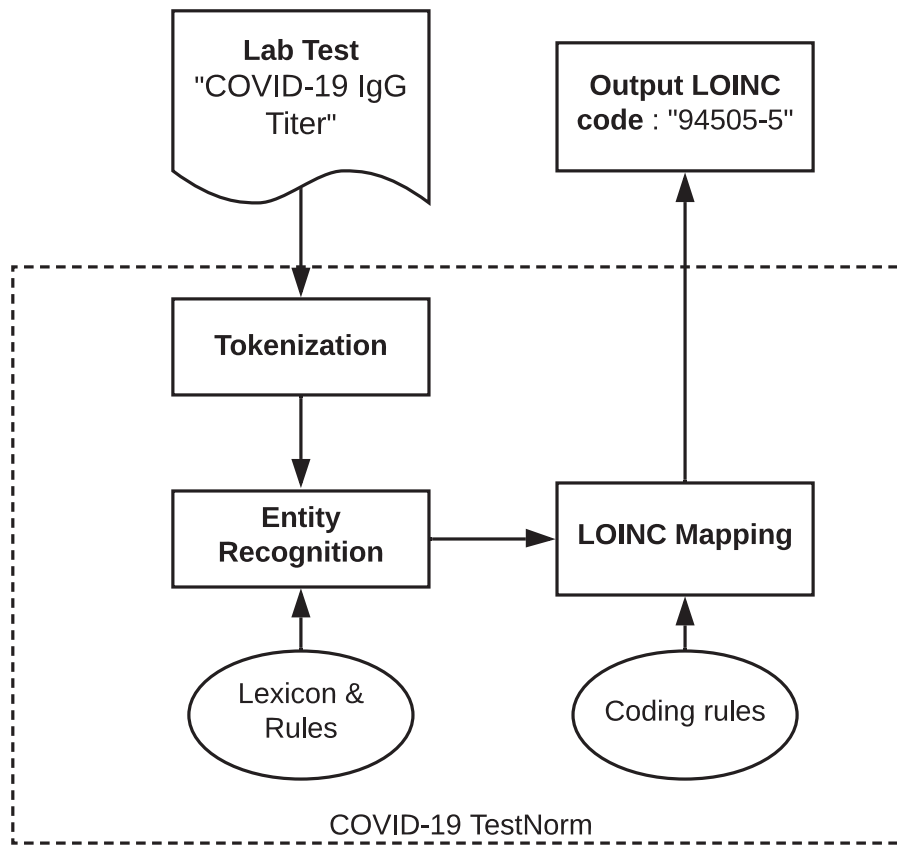 Lab Test
"COVID-19 IgG
Titer"
Output LOINC
code : "94505-5"
Tokenization
Entity
Recognition
LOINC Mapping
Lexicon &
Rules
Coding rules
COVID-19 TestNorm